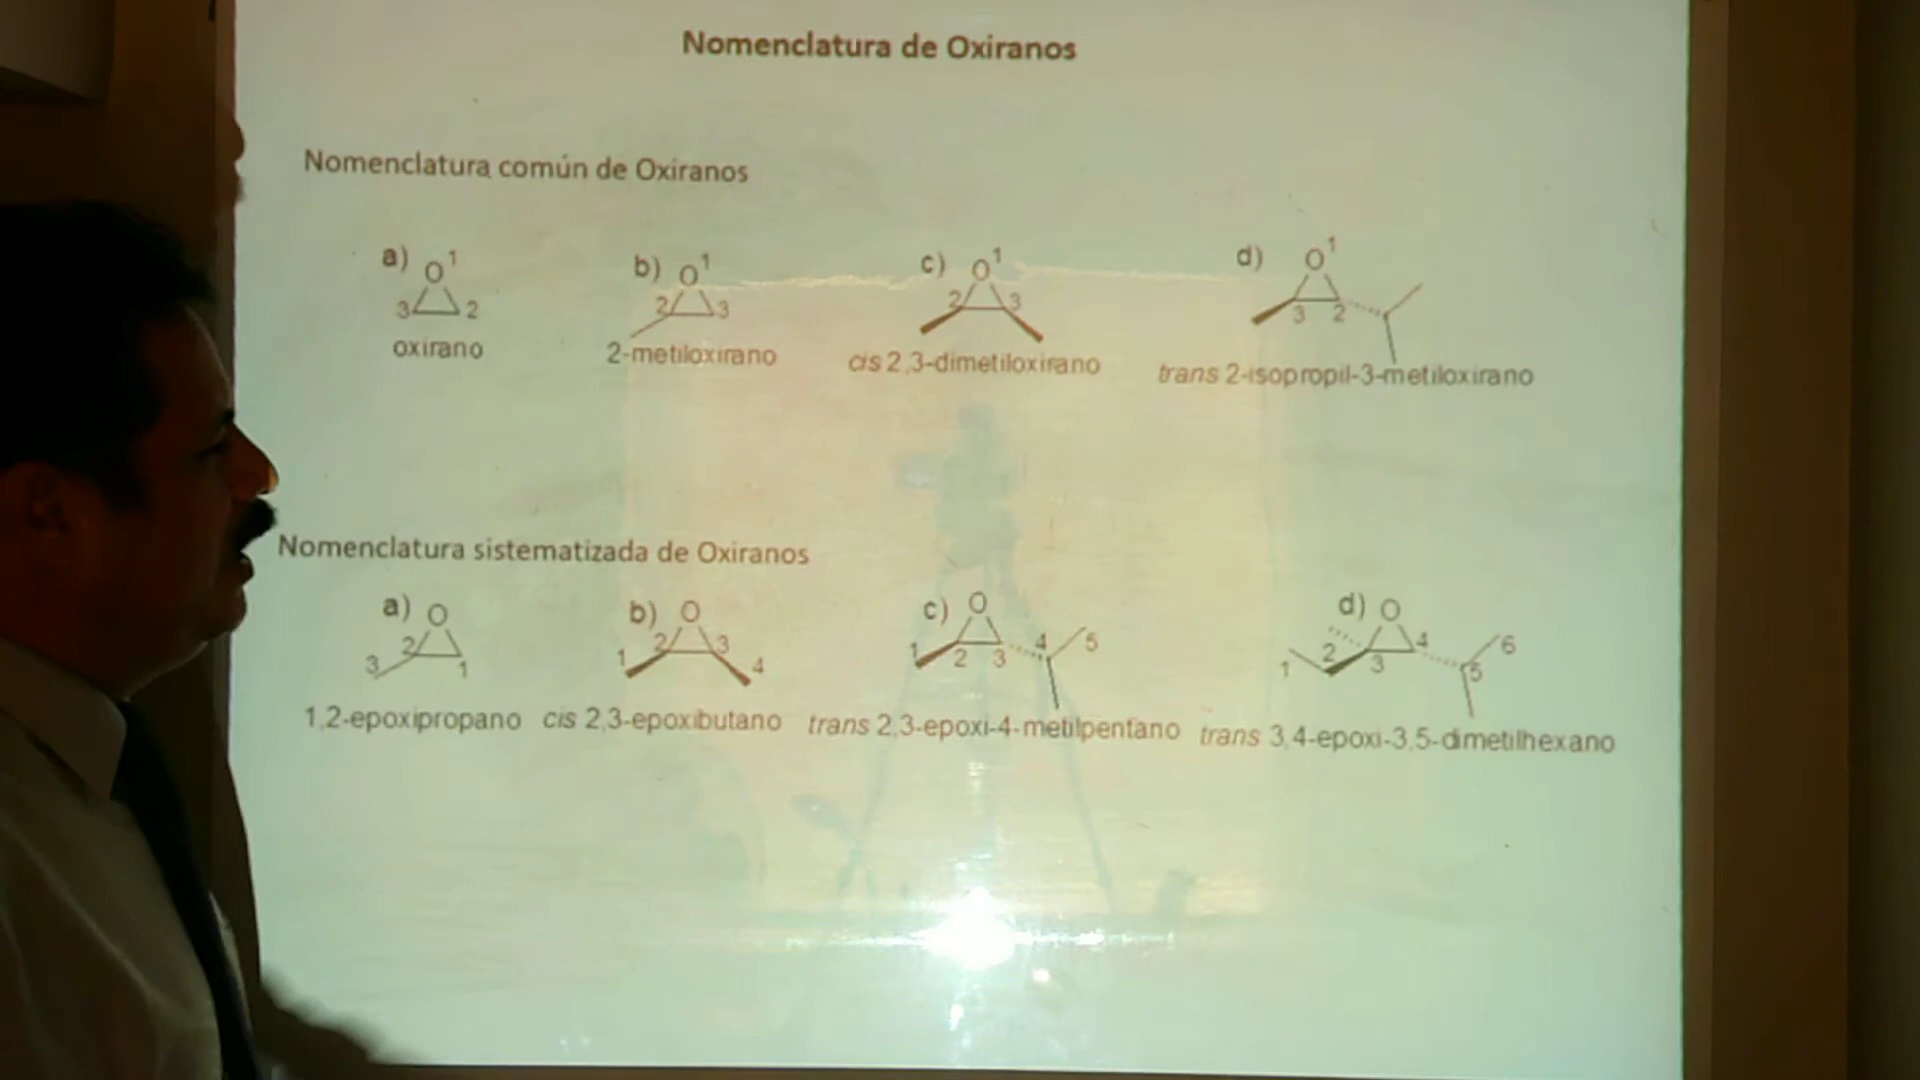 Nomenclatura de Oxiranos
Nomenclatura común de Oxiranos
a) O 1 3 2
b) O 1 2 3
c) O 1 2 3
d) O 1 3 2
oxirano
2-metiloxirano
cis 2,3-dimetiloxirano
trans 2-isopropil-3-metiloxirano
Nomenclatura sistematizada de Oxiranos
a) O 2 3 1
b) O 1 2 3 4
c) O 1 2 3 4 5
d) O 1 2 3 4 5 6
1,2-epoxipropano
cis 2,3-epoxibutano
trans 2,3-epoxi-4-metilpentano
trans 3,4-epoxi-3,5-dimetilhexano